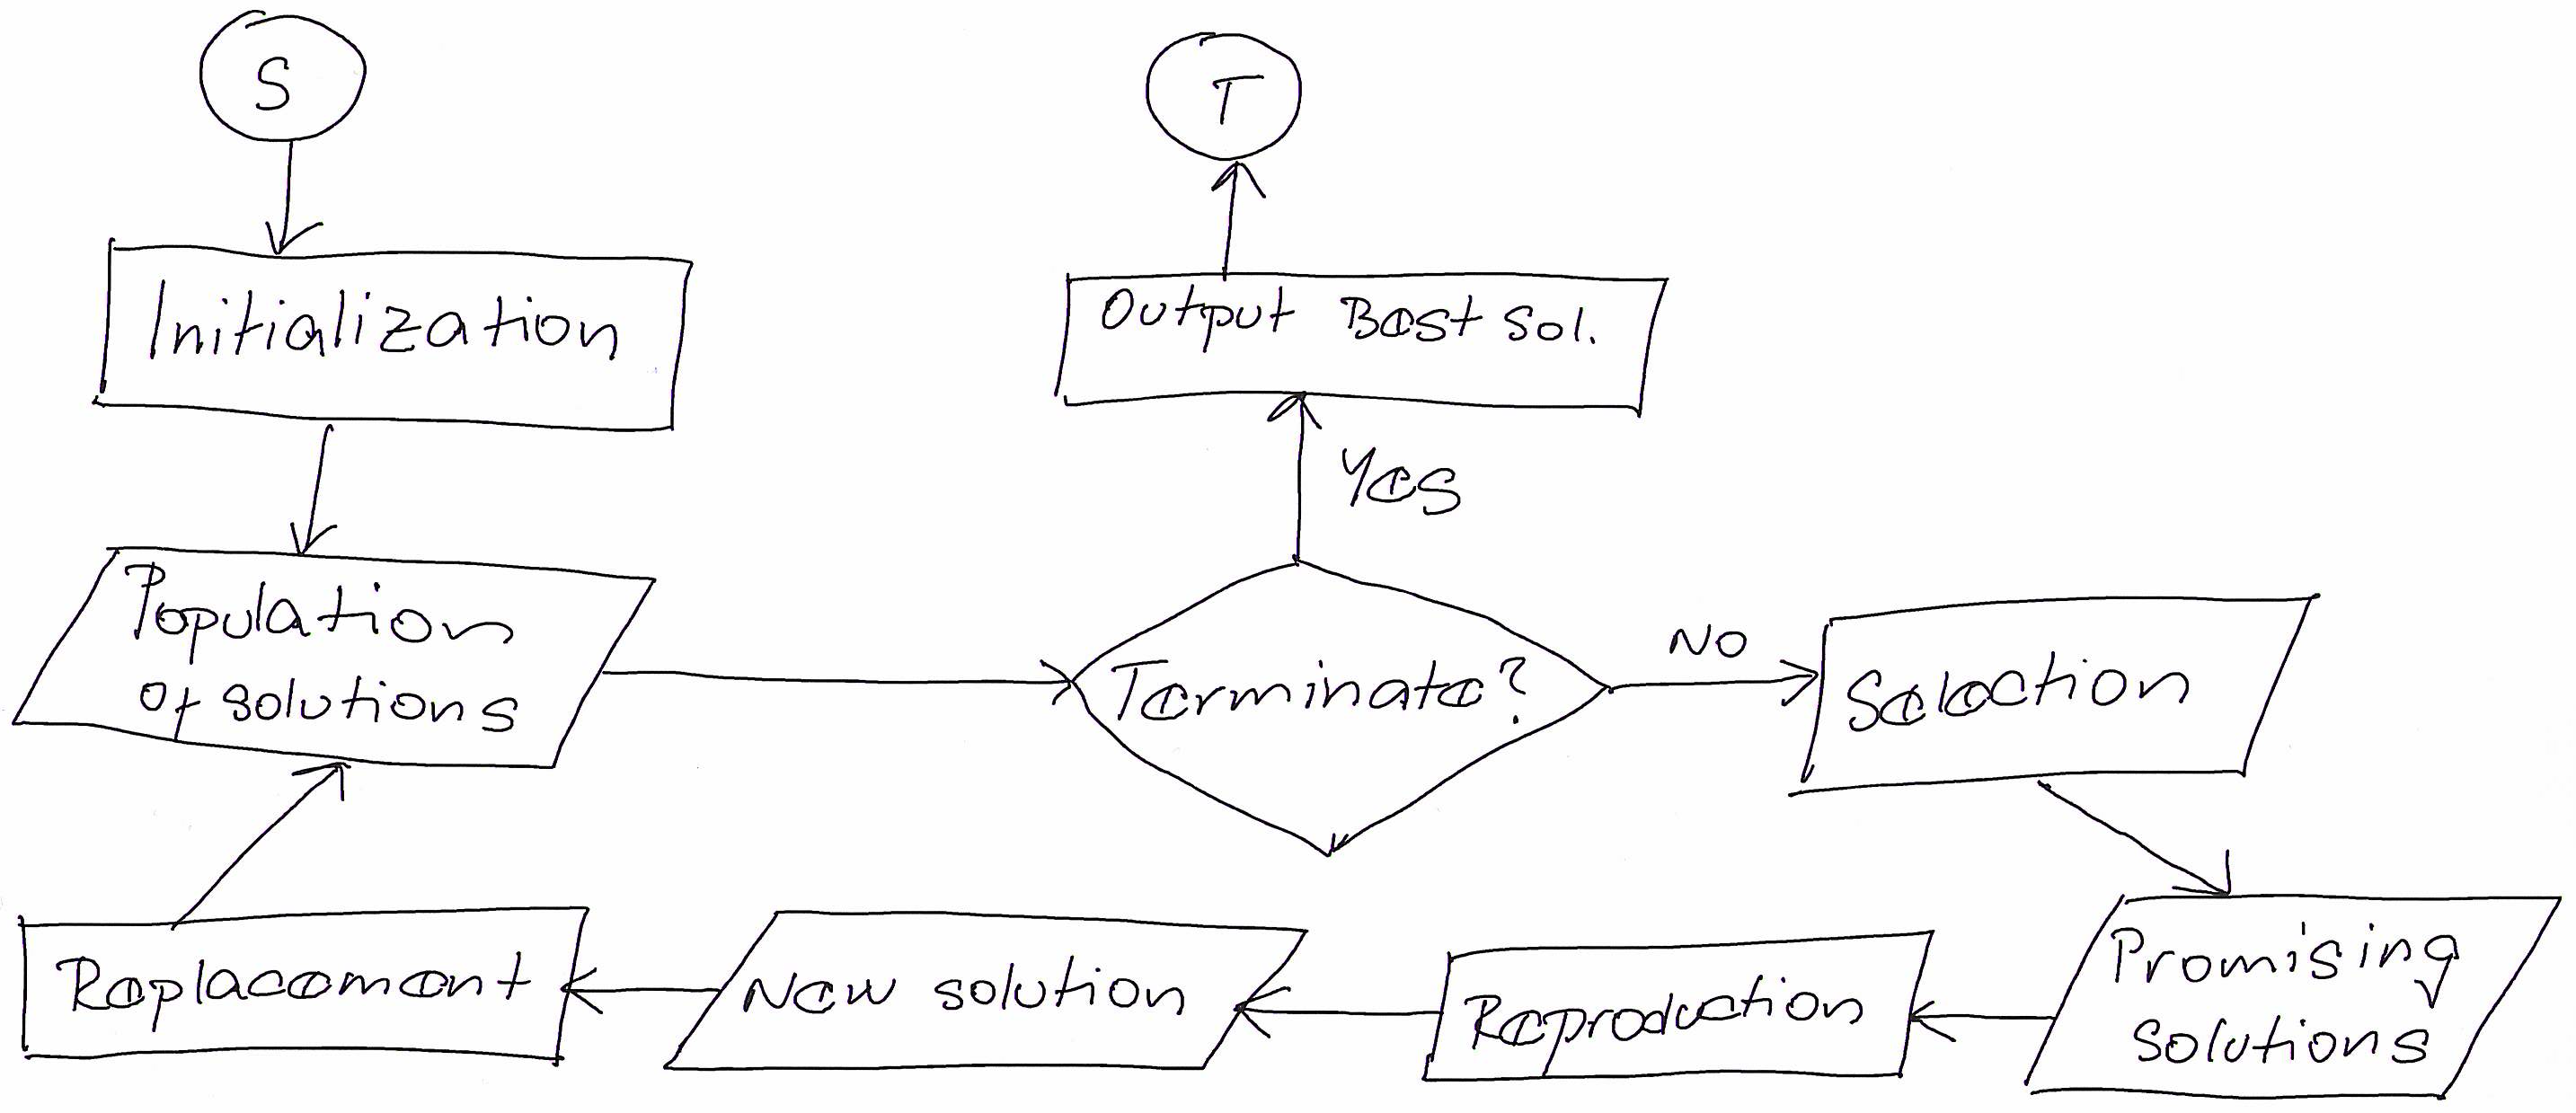 S
T
Initialization
Output Best Sol.
Yes
Population
of solutions
Terminate?
NO
Selection
Promising
solutions
Reproduction
New solution
Replacement